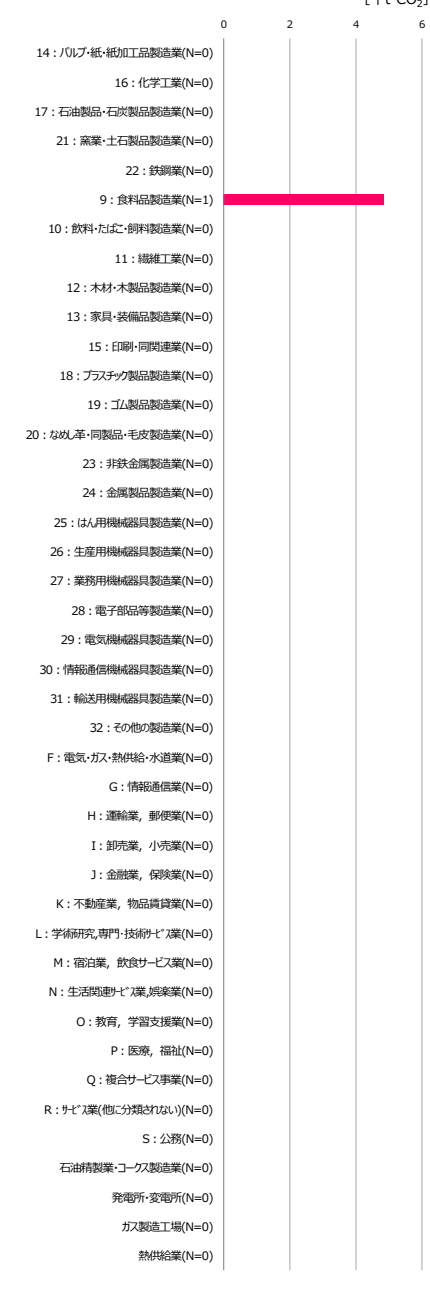 0 2 4 6
14：パルプ・紙・紙加工品製造業(N=0)
16：化学工業(N=0)
17：石油製品・石炭製品製造業(N=0)
21：窯業・土石製品製造業(N=0)
22：鉄鋼業(N=0)
9：食料品製造業(N=1)
10：飲料・たばこ・飼料製造業(N=0)
11：繊維工業(N=0)
12：木材・木製品製造業(N=0)
13：家具・装備品製造業(N=0)
15：印刷・同関連業(N=0)
18：プラスチック製品製造業(N=0)
19：ゴム製品製造業(N=0)
20：なめし革・同製品・毛皮製造業(N=0)
23：非鉄金属製造業(N=0)
24：金属製品製造業(N=0)
25：はん用機械器具製造業(N=0)
26：生産用機械器具製造業(N=0)
27：業務用機械器具製造業(N=0)
28：電子部品等製造業(N=0)
29：電気機械器具製造業(N=0)
30：情報通信機械器具製造業(N=0)
31：輸送用機械器具製造業(N=0)
32：その他の製造業(N=0)
F：電気・ガス・熱供給・水道業(N=0)
G：情報通信業(N=0)
H：運輸業，郵便業(N=0)
I：卸売業，小売業(N=0)
J：金融業，保険業(N=0)
K：不動産業，物品賃貸業(N=0)
L：学術研究,専門・技術ｻｰﾋﾞｽ業(N=0)
M：宿泊業，飲食サービス業(N=0)
N：生活関連ｻｰﾋﾞｽ業,娯楽業(N=0)
O：教育，学習支援業(N=0)
P：医療，福祉(N=0)
Q：複合サービス事業(N=0)
R：ｻｰﾋﾞｽ業(他に分類されない)(N=0)
S：公務(N=0)
石油精製業・コークス製造業(N=0)
発電所・変電所(N=0)
ガス製造工場(N=0)
熱供給業(N=0)